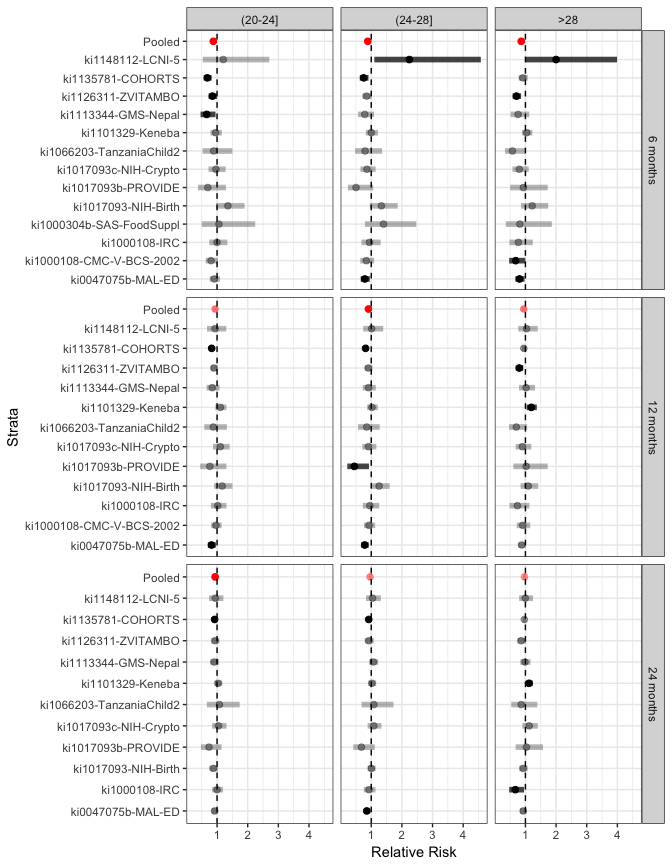 (20-24] (24-28] >28
Strata
Pooled
ki1148112-LCNI-5
ki1135781-COHORTS
ki1126311-ZVITAMBO
ki1113344-GMS-Nepal
ki1101329-Keneba
ki1066203-TanzaniaChild2
ki1017093c-NIH-Crypto
ki1017093b-PROVIDE
ki1017093-NIH-Birth
ki1000304b-SAS-FoodSuppl
ki1000108-IRC
ki1000108-CMC-V-BCS-2002
ki0047075b-MAL-ED
6 months
Pooled
ki1148112-LCNI-5
ki1135781-COHORTS
ki1126311-ZVITAMBO
ki1113344-GMS-Nepal
ki1101329-Keneba
ki1066203-TanzaniaChild2
ki1017093c-NIH-Crypto
ki1017093b-PROVIDE
ki1017093-NIH-Birth
ki1000108-IRC
ki1000108-CMC-V-BCS-2002
ki0047075b-MAL-ED
12 months
Pooled
ki1148112-LCNI-5
ki1135781-COHORTS
ki1126311-ZVITAMBO
ki1113344-GMS-Nepal
ki1101329-Keneba
ki1066203-TanzaniaChild2
ki1017093c-NIH-Crypto
ki1017093b-PROVIDE
ki1017093-NIH-Birth
ki1000108-IRC
ki0047075b-MAL-ED
24 months
1 2 3 4 1 2 3 4 1 2 3 4
Relative Risk